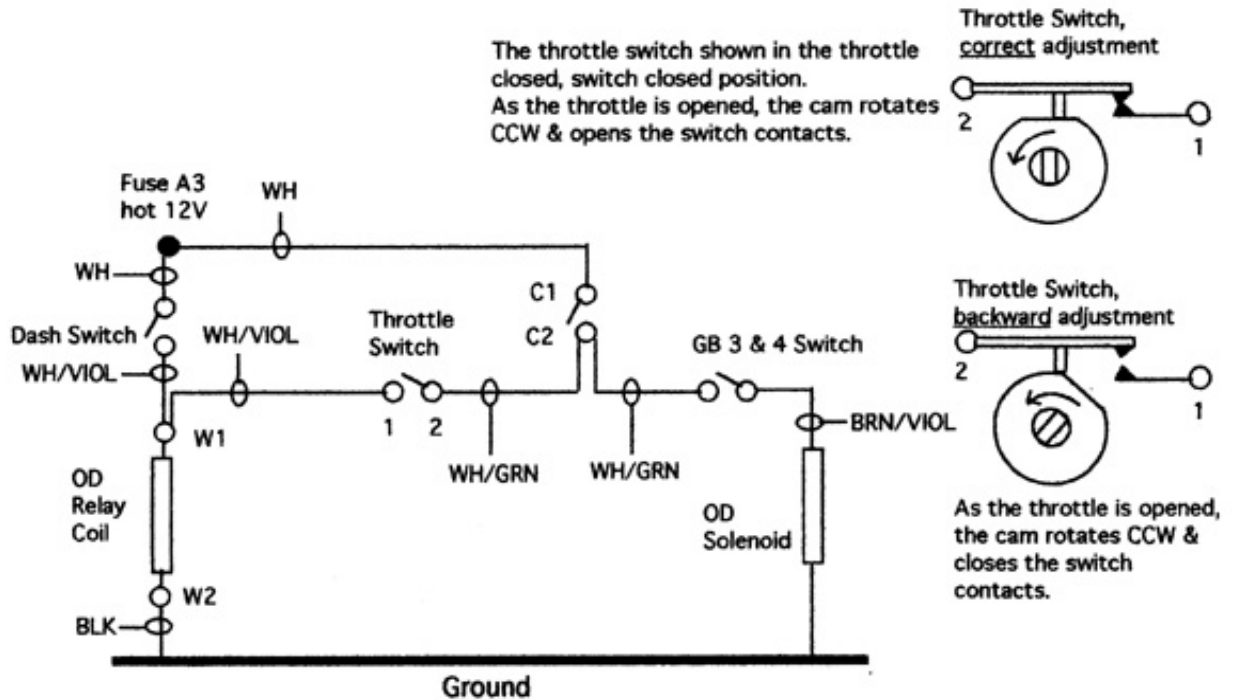 Throttle Switch,
correct adjustment
The throttle switch shown in the throttle
closed, switch closed position.
As the throttle is opened, the cam rotates
CCW & opens the switch contacts.
2
1
Fuse A3
hot 12V
WH
WH
C1
Dash Switch
WH/VIOL
Throttle
Switch
C2
GB 3 & 4 Switch
WH/VIOL
Throttle Switch,
backward adjustment
2
1
W1
1
2
WH/GRN
WH/GRN
BRN/VIOL
OD
Relay
Coil
OD
Solenoid
As the throttle is opened,
the cam rotates CCW &
closes the switch
contacts.
W2
BLK
Ground